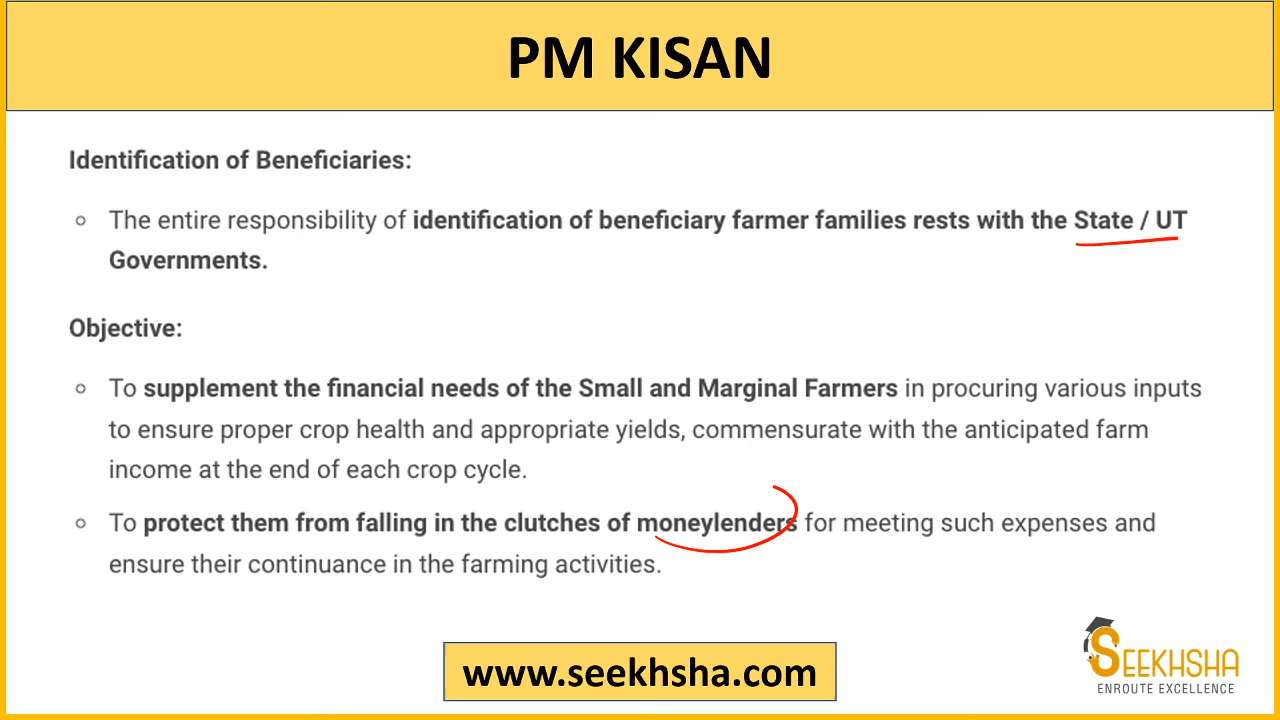 PM KISAN
Identification of Beneficiaries:
The entire responsibility of identification of beneficiary farmer families rests with the State / UT
Governments.
Objective:
To supplement the financial needs of the Small and Marginal Farmers in procuring various inputs
to ensure proper crop health and appropriate yields, commensurate with the anticipated farm
income at the end of each crop cycle.
To protect them from falling in the clutches of moneylenders for meeting such expenses and
ensure their continuance in the farming activities.
www.seekhsha.com
SEEKHSHA
ENROUTE EXCELLENCE